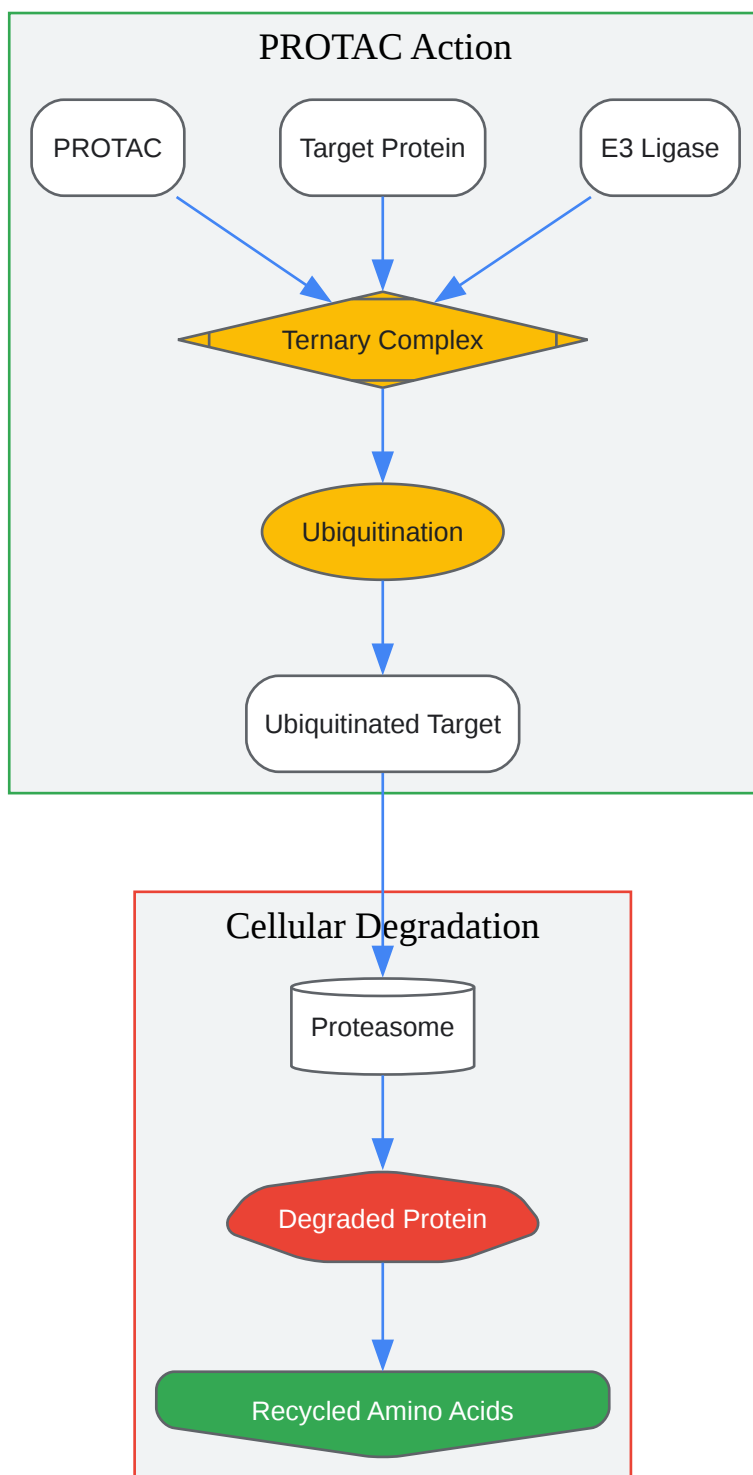 PROTAC Action
PROTAC
Target Protein
E3 Ligase
Ternary Complex
Ubiquitination
Ubiquitinated Target
Cellular Degradation
Proteasome
Degraded Protein
Recycled Amino Acids